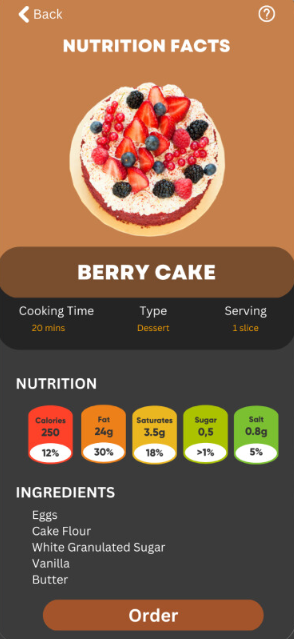 Back
?
NUTRITION FACTS
BERRY CAKE
Cooking Time Type Serving
20 mins Dessert 1 slice
NUTRITION
Calories Fat Saturates Sugar Salt
250 24g 3.5g 0,5 0.8g
12% 30% 18% >1% 5%
INGREDIENTS
Eggs
Cake Flour
White Granulated Sugar
Vanilla
Butter
Order